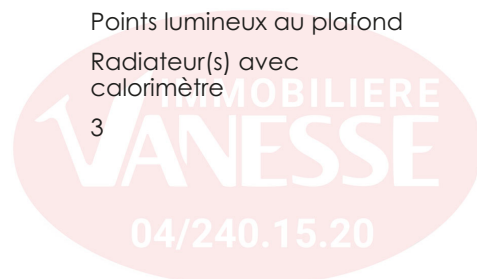 Points lumineux au plafond
Radiateur(s) avec
calorimètre
IMMOBILIERE
3
VANESSE
04/240.15.20